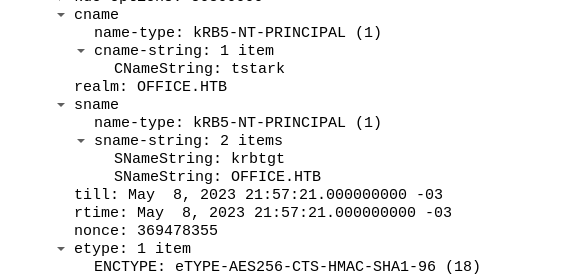 cname
name-type: kRB5-NT-PRINCIPAL (1)
cname-string: 1 item
CNameString: tstark
realm: OFFICE.HTB
sname
name-type: kRB5-NT-PRINCIPAL (1)
sname-string: 2 items
SNameString: krbtgt
SNameString: OFFICE.HTB
till: May  8, 2023 21:57:21.000000000 -03
rtime: May  8, 2023 21:57:21.000000000 -03
nonce: 369478355
etype: 1 item
ENCTYPE: eTYPE-AES256-CTS-HMAC-SHA1-96 (18)